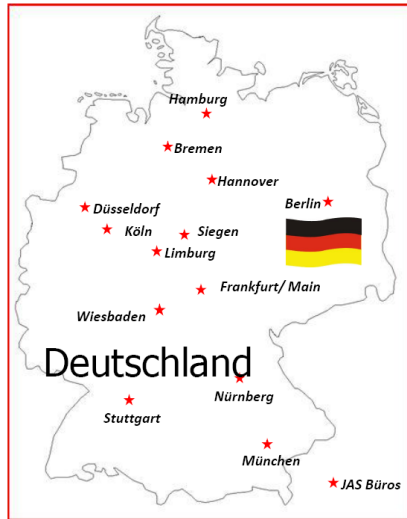 Hamburg
Bremen
Hannover
Berlin
Düsseldorf
Köln
Siegen
Limburg
Frankfurt/ Main
Wiesbaden
Deutschland
Nürnberg
Stuttgart
München
JAS Büros